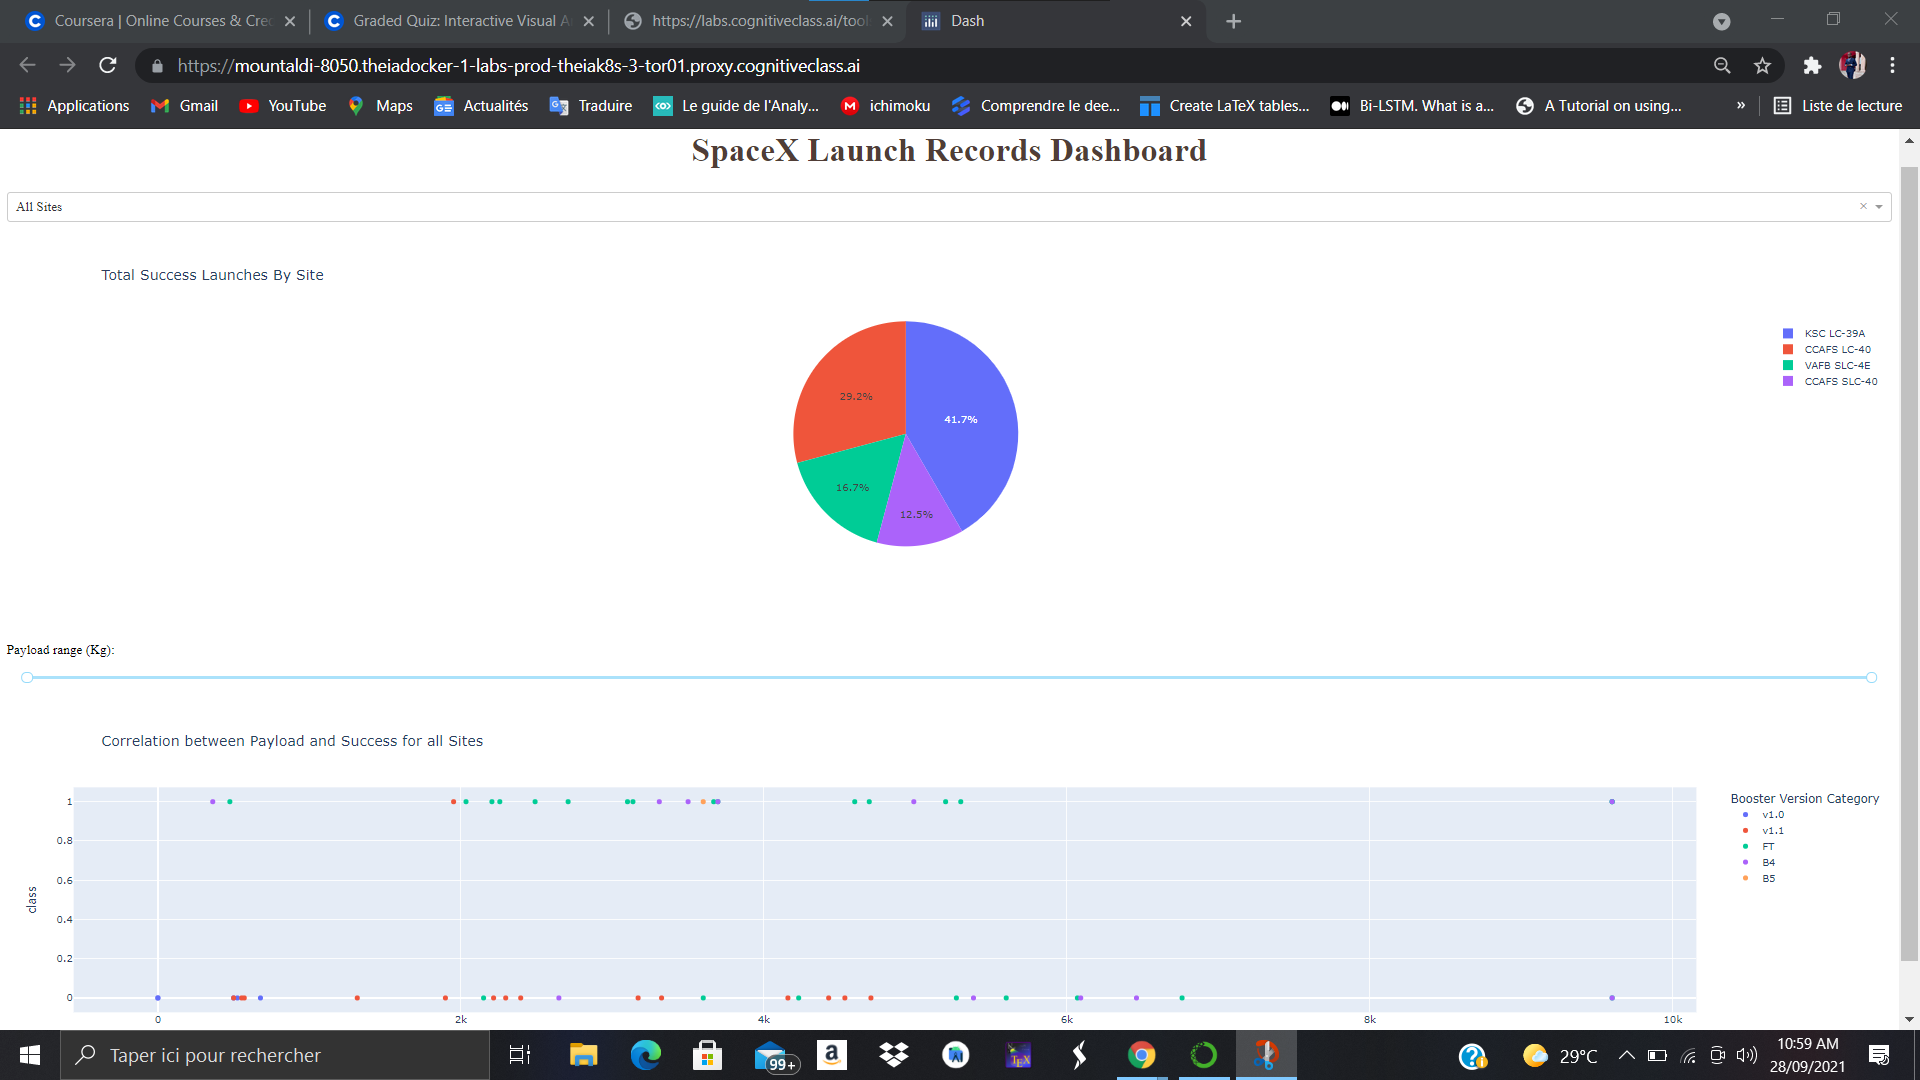 Coursera | Online Courses & Cre
Graded Quiz: Interactive Visual A
https://labs.cognitiveclass.ai/tool
Dash
https://mountaldi-8050.theiadocker-1-labs-prod-theiak8s-3-tor01.proxy.cognitiveclass.ai
Applications
Gmail
YouTube
Maps
Actualités
Traduire
Le guide de l'Analy...
ichimoku
Comprendre le dee...
Create LaTeX tables...
Bi-LSTM. What is a...
A Tutorial on using...
»
Liste de lecture
SpaceX Launch Records Dashboard
All Sites
Total Success Launches By Site
29.2%
41.7%
16.7%
12.5%
KSC LC-39A
CCAFS LC-40
VAFB SLC-4E
CCAFS SLC-40
Payload range (Kg):
Correlation between Payload and Success for all Sites
1
0.8
0.6
0.4
0.2
0
class
0
2k
4k
6k
8k
10k
Booster Version Category
v1.0
v1.1
FT
B4
B5
Taper ici pour rechercher
99+
29°C
10:59 AM
28/09/2021